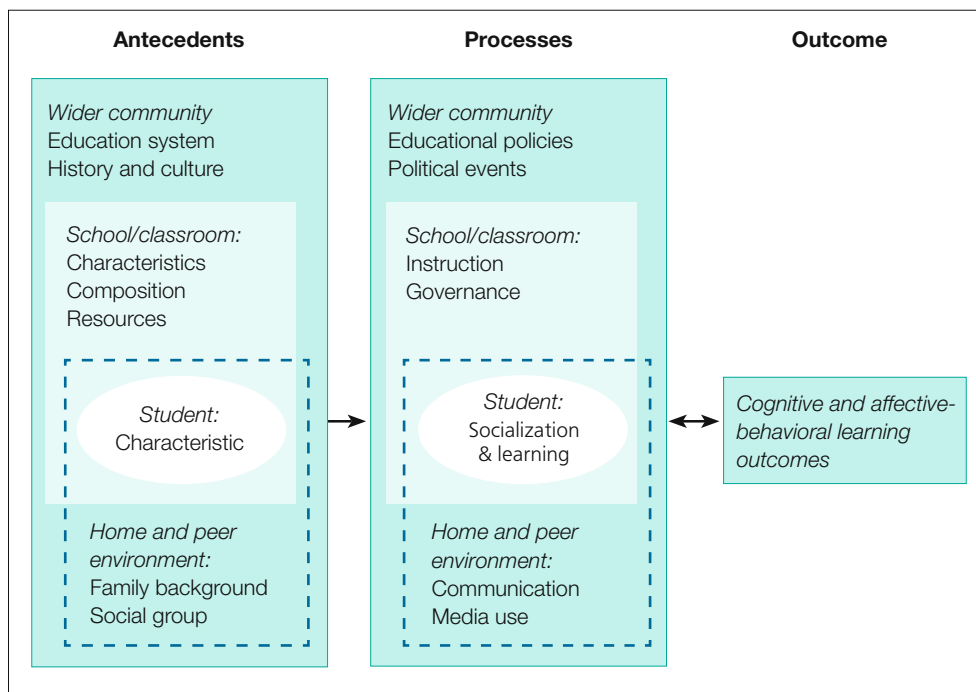 Antecedents
Processes
Outcome
Wider community
Education system
History and culture
School/classroom:
Characteristics
Composition
Resources
Student:
Characteristic
Home and peer
environment:
Family background
Social group
Wider community
Educational policies
Political events
School/classroom:
Instruction
Governance
Student:
Socialization
& learning
Home and peer
environment:
Communication
Media use
Cognitive and affective-
behavioral learning
outcomes